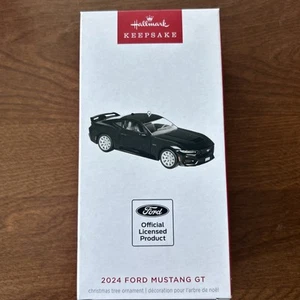 Hallmark
KEEPSAKE
Ford
Official
Licensed
Product
2024 FORD MUSTANG GT
christmas tree ornament | décoration pour l'arbre de noël